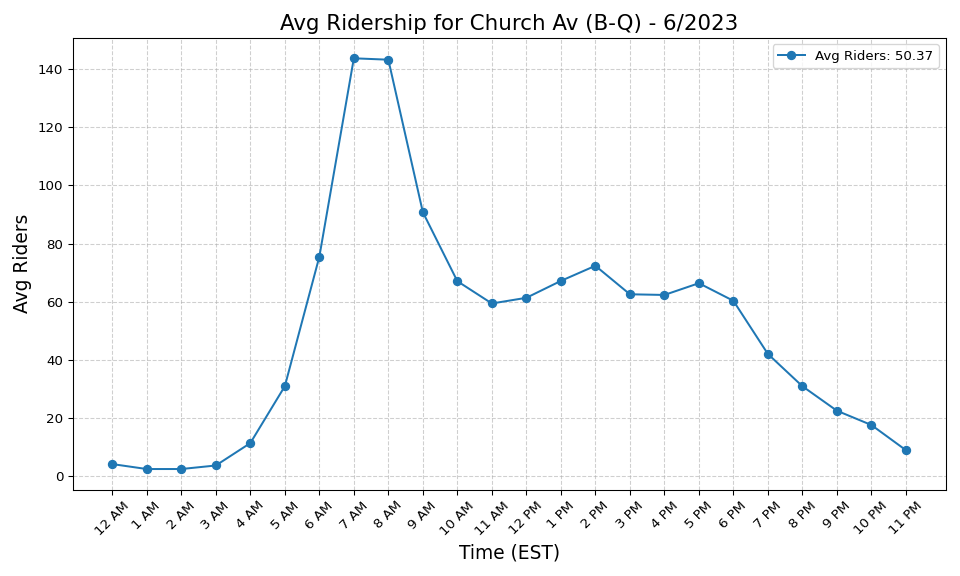 Avg Ridership for Church Av (B-Q) - 6/2023
Avg Riders: 50.37
Avg Riders
140
120
100
80
60
40
20
0
12 AM
1 AM
2 AM
3 AM
4 AM
5 AM
6 AM
7 AM
8 AM
9 AM
10 AM
11 AM
12 PM
1 PM
2 PM
3 PM
4 PM
5 PM
6 PM
7 PM
8 PM
9 PM
10 PM
11 PM
Time (EST)